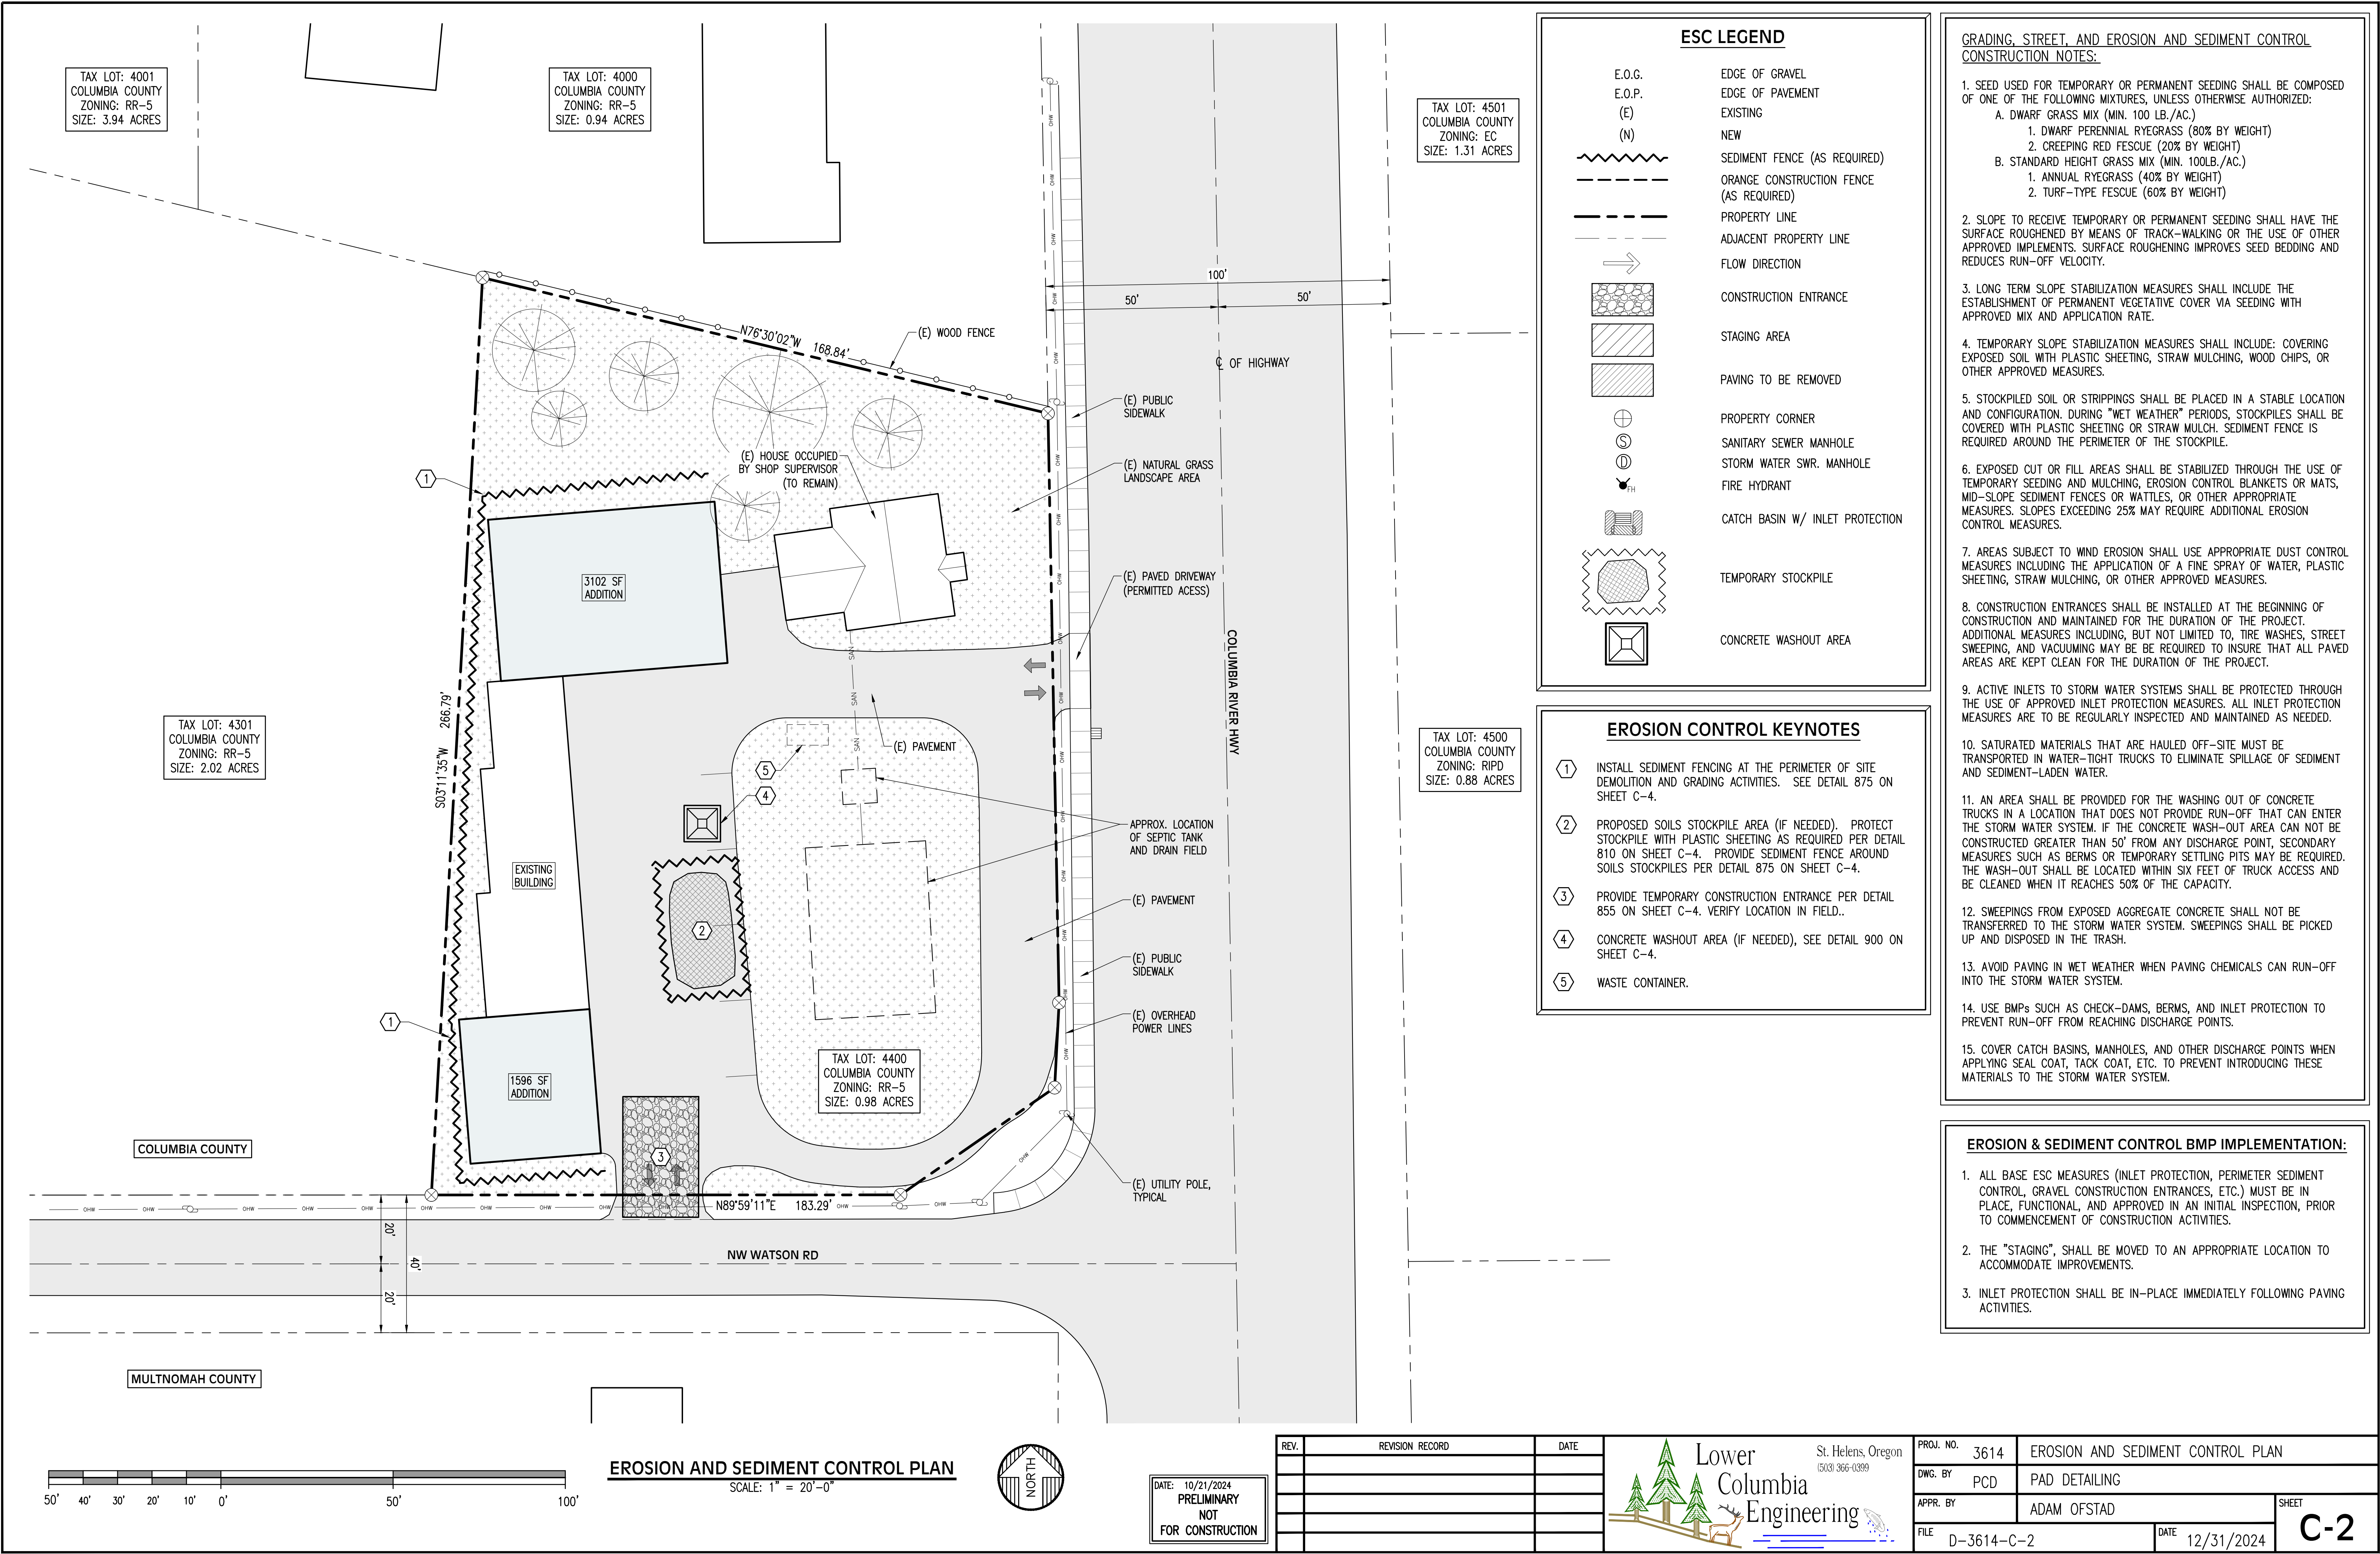 TAX LOT: 4001
COLUMBIA COUNTY
ZONING: RR-5
SIZE: 3.94 ACRES
TAX LOT: 4000
COLUMBIA COUNTY
ZONING: RR-5
SIZE: 0.94 ACRES
TAX LOT: 4501
COLUMBIA COUNTY
ZONING: EC
SIZE: 1.31 ACRES
OHW
OHW
OHW
100'
50'
50'
N76°30'02"W 168.84'
(E) WOOD FENCE
℄ OF HIGHWAY
(E) PUBLIC
SIDEWALK
(E) HOUSE OCCUPIED
BY SHOP SUPERVISOR
(TO REMAIN)
(E) NATURAL GRASS
LANDSCAPE AREA
1
3102 SF
ADDITION
(E) PAVED DRIVEWAY
(PERMITTED ACESS)
SAN
SAN
SAN
COLUMBIA RIVER HWY
S03°11'35"W 266.79'
TAX LOT: 4301
COLUMBIA COUNTY
ZONING: RR-5
SIZE: 2.02 ACRES
(E) PAVEMENT
5
4
TAX LOT: 4500
COLUMBIA COUNTY
ZONING: RIPD
SIZE: 0.88 ACRES
APPROX. LOCATION
OF SEPTIC TANK
AND DRAIN FIELD
EXISTING
BUILDING
(E) PAVEMENT
2
(E) PUBLIC
SIDEWALK
1
(E) OVERHEAD
POWER LINES
TAX LOT: 4400
COLUMBIA COUNTY
ZONING: RR-5
SIZE: 0.98 ACRES
1596 SF
ADDITION
COLUMBIA COUNTY
3
(E) UTILITY POLE,
TYPICAL
N89°59'11"E 183.29'
OHW OHW OHW OHW OHW OHW OHW OHW OHW OHW OHW
20'
40'
20'
NW WATSON RD
MULTNOMAH COUNTY
50' 40' 30' 20' 10' 0' 50' 100'
EROSION AND SEDIMENT CONTROL PLAN
SCALE: 1" = 20'-0"
NORTH
DATE: 10/21/2024
PRELIMINARY
NOT
FOR CONSTRUCTION
ESC LEGEND
E.O.G. EDGE OF GRAVEL
E.O.P. EDGE OF PAVEMENT
(E) EXISTING
(N) NEW
SEDIMENT FENCE (AS REQUIRED)
ORANGE CONSTRUCTION FENCE
(AS REQUIRED)
PROPERTY LINE
ADJACENT PROPERTY LINE
FLOW DIRECTION
CONSTRUCTION ENTRANCE
STAGING AREA
PAVING TO BE REMOVED
PROPERTY CORNER
S SANITARY SEWER MANHOLE
D STORM WATER SWR. MANHOLE
FH FIRE HYDRANT
CATCH BASIN W/ INLET PROTECTION
TEMPORARY STOCKPILE
CONCRETE WASHOUT AREA
EROSION CONTROL KEYNOTES
1 INSTALL SEDIMENT FENCING AT THE PERIMETER OF SITE
DEMOLITION AND GRADING ACTIVITIES. SEE DETAIL 875 ON
SHEET C-4.
2 PROPOSED SOILS STOCKPILE AREA (IF NEEDED). PROTECT
STOCKPILE WITH PLASTIC SHEETING AS REQUIRED PER DETAIL
810 ON SHEET C-4. PROVIDE SEDIMENT FENCE AROUND
SOILS STOCKPILES PER DETAIL 875 ON SHEET C-4.
3 PROVIDE TEMPORARY CONSTRUCTION ENTRANCE PER DETAIL
855 ON SHEET C-4. VERIFY LOCATION IN FIELD..
4 CONCRETE WASHOUT AREA (IF NEEDED), SEE DETAIL 900 ON
SHEET C-4.
5 WASTE CONTAINER.
GRADING, STREET, AND EROSION AND SEDIMENT CONTROL
CONSTRUCTION NOTES:
1. SEED USED FOR TEMPORARY OR PERMANENT SEEDING SHALL BE COMPOSED
OF ONE OF THE FOLLOWING MIXTURES, UNLESS OTHERWISE AUTHORIZED:
A. DWARF GRASS MIX (MIN. 100 LB./AC.)
1. DWARF PERENNIAL RYEGRASS (80% BY WEIGHT)
2. CREEPING RED FESCUE (20% BY WEIGHT)
B. STANDARD HEIGHT GRASS MIX (MIN. 100LB./AC.)
1. ANNUAL RYEGRASS (40% BY WEIGHT)
2. TURF-TYPE FESCUE (60% BY WEIGHT)
2. SLOPE TO RECEIVE TEMPORARY OR PERMANENT SEEDING SHALL HAVE THE
SURFACE ROUGHENED BY MEANS OF TRACK-WALKING OR THE USE OF OTHER
APPROVED IMPLEMENTS. SURFACE ROUGHENING IMPROVES SEED BEDDING AND
REDUCES RUN-OFF VELOCITY.
3. LONG TERM SLOPE STABILIZATION MEASURES SHALL INCLUDE THE
ESTABLISHMENT OF PERMANENT VEGETATIVE COVER VIA SEEDING WITH
APPROVED MIX AND APPLICATION RATE.
4. TEMPORARY SLOPE STABILIZATION MEASURES SHALL INCLUDE: COVERING
EXPOSED SOIL WITH PLASTIC SHEETING, STRAW MULCHING, WOOD CHIPS, OR
OTHER APPROVED MEASURES.
5. STOCKPILED SOIL OR STRIPPINGS SHALL BE PLACED IN A STABLE LOCATION
AND CONFIGURATION. DURING "WET WEATHER" PERIODS, STOCKPILES SHALL BE
COVERED WITH PLASTIC SHEETING OR STRAW MULCH. SEDIMENT FENCE IS
REQUIRED AROUND THE PERIMETER OF THE STOCKPILE.
6. EXPOSED CUT OR FILL AREAS SHALL BE STABILIZED THROUGH THE USE OF
TEMPORARY SEEDING AND MULCHING, EROSION CONTROL BLANKETS OR MATS,
MID-SLOPE SEDIMENT FENCES OR WATTLES, OR OTHER APPROPRIATE
MEASURES. SLOPES EXCEEDING 25% MAY REQUIRE ADDITIONAL EROSION
CONTROL MEASURES.
7. AREAS SUBJECT TO WIND EROSION SHALL USE APPROPRIATE DUST CONTROL
MEASURES INCLUDING THE APPLICATION OF A FINE SPRAY OF WATER, PLASTIC
SHEETING, STRAW MULCHING, OR OTHER APPROVED MEASURES.
8. CONSTRUCTION ENTRANCES SHALL BE INSTALLED AT THE BEGINNING OF
CONSTRUCTION AND MAINTAINED FOR THE DURATION OF THE PROJECT.
ADDITIONAL MEASURES INCLUDING, BUT NOT LIMITED TO, TIRE WASHES, STREET
SWEEPING, AND VACUUMING MAY BE BE REQUIRED TO INSURE THAT ALL PAVED
AREAS ARE KEPT CLEAN FOR THE DURATION OF THE PROJECT.
9. ACTIVE INLETS TO STORM WATER SYSTEMS SHALL BE PROTECTED THROUGH
THE USE OF APPROVED INLET PROTECTION MEASURES. ALL INLET PROTECTION
MEASURES ARE TO BE REGULARLY INSPECTED AND MAINTAINED AS NEEDED.
10. SATURATED MATERIALS THAT ARE HAULED OFF-SITE MUST BE
TRANSPORTED IN WATER-TIGHT TRUCKS TO ELIMINATE SPILLAGE OF SEDIMENT
AND SEDIMENT-LADEN WATER.
11. AN AREA SHALL BE PROVIDED FOR THE WASHING OUT OF CONCRETE
TRUCKS IN A LOCATION THAT DOES NOT PROVIDE RUN-OFF THAT CAN ENTER
THE STORM WATER SYSTEM. IF THE CONCRETE WASH-OUT AREA CAN NOT BE
CONSTRUCTED GREATER THAN 50' FROM ANY DISCHARGE POINT, SECONDARY
MEASURES SUCH AS BERMS OR TEMPORARY SETTLING PITS MAY BE REQUIRED.
THE WASH-OUT SHALL BE LOCATED WITHIN SIX FEET OF TRUCK ACCESS AND
BE CLEANED WHEN IT REACHES 50% OF THE CAPACITY.
12. SWEEPINGS FROM EXPOSED AGGREGATE CONCRETE SHALL NOT BE
TRANSFERRED TO THE STORM WATER SYSTEM. SWEEPINGS SHALL BE PICKED
UP AND DISPOSED IN THE TRASH.
13. AVOID PAVING IN WET WEATHER WHEN PAVING CHEMICALS CAN RUN-OFF
INTO THE STORM WATER SYSTEM.
14. USE BMPs SUCH AS CHECK-DAMS, BERMS, AND INLET PROTECTION TO
PREVENT RUN-OFF FROM REACHING DISCHARGE POINTS.
15. COVER CATCH BASINS, MANHOLES, AND OTHER DISCHARGE POINTS WHEN
APPLYING SEAL COAT, TACK COAT, ETC. TO PREVENT INTRODUCING THESE
MATERIALS TO THE STORM WATER SYSTEM.
EROSION & SEDIMENT CONTROL BMP IMPLEMENTATION:
1. ALL BASE ESC MEASURES (INLET PROTECTION, PERIMETER SEDIMENT
CONTROL, GRAVEL CONSTRUCTION ENTRANCES, ETC.) MUST BE IN
PLACE, FUNCTIONAL, AND APPROVED IN AN INITIAL INSPECTION, PRIOR
TO COMMENCEMENT OF CONSTRUCTION ACTIVITIES.
2. THE "STAGING", SHALL BE MOVED TO AN APPROPRIATE LOCATION TO
ACCOMMODATE IMPROVEMENTS.
3. INLET PROTECTION SHALL BE IN-PLACE IMMEDIATELY FOLLOWING PAVING
ACTIVITIES.
REV. REVISION RECORD DATE
Lower
Columbia
Engineering
St. Helens, Oregon
(503) 366-0399
PROJ. NO. 3614 EROSION AND SEDIMENT CONTROL PLAN
DWG. BY PCD PAD DETAILING
APPR. BY ADAM OFSTAD
FILE D-3614-C-2 DATE 12/31/2024
SHEET
C-2